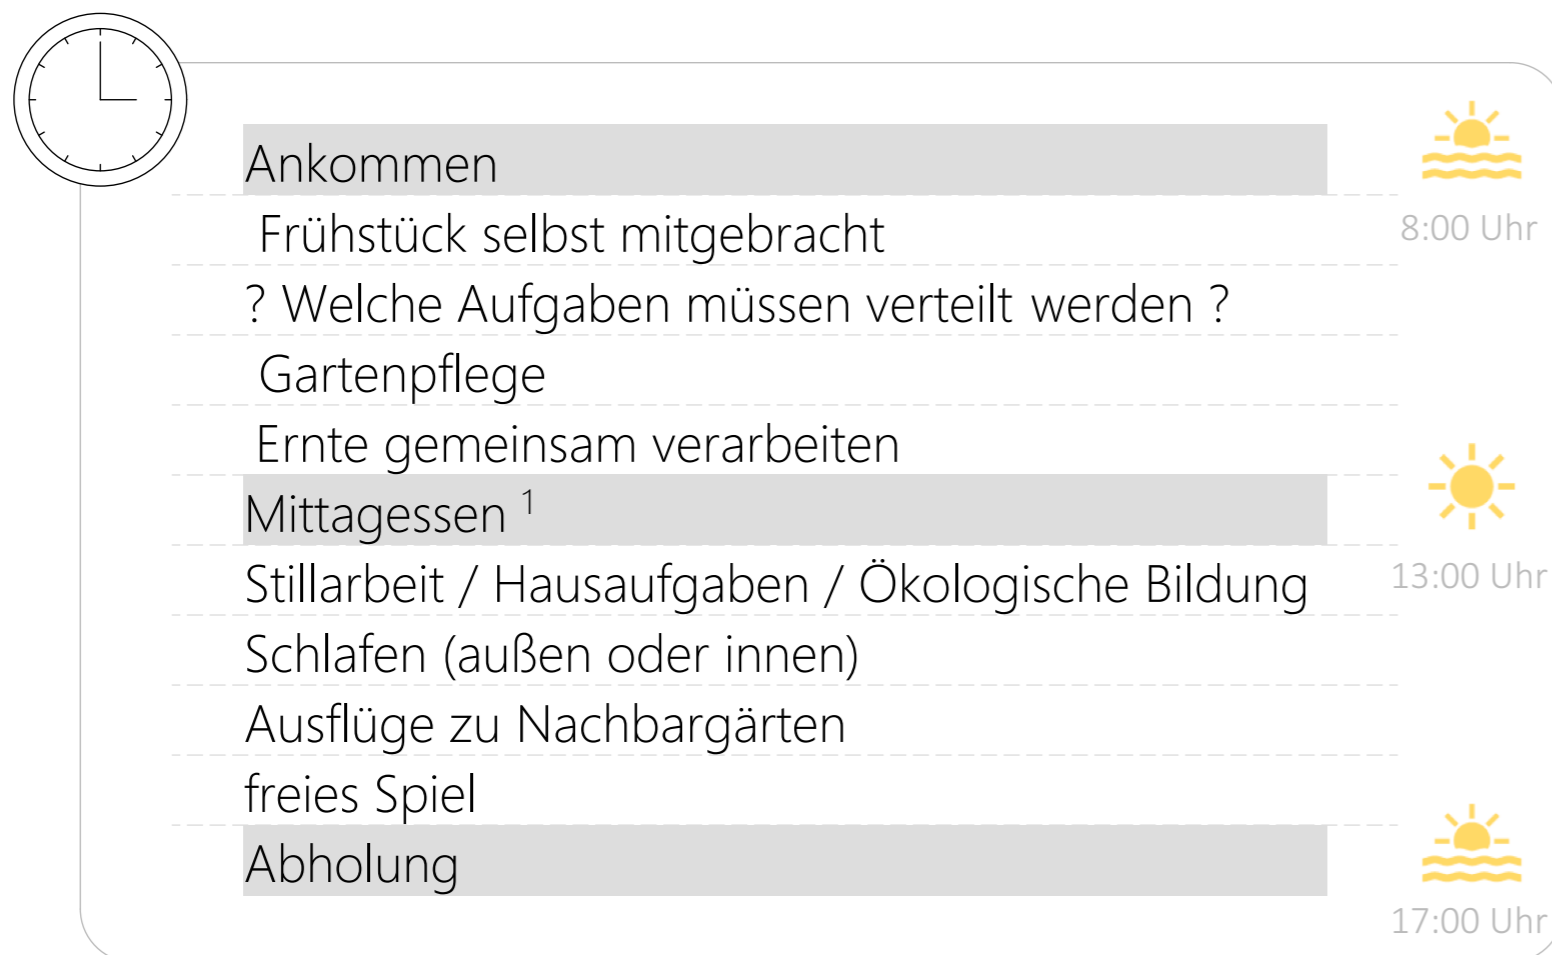 Ankommen
Frühstück selbst mitgebracht
8:00 Uhr
? Welche Aufgaben müssen verteilt werden ?
Gartenpflege
Ernte gemeinsam verarbeiten
Mittagessen ¹
Stillarbeit / Hausaufgaben / Ökologische Bildung
13:00 Uhr
Schlafen (außen oder innen)
Ausflüge zu Nachbargärten
freies Spiel
Abholung
17:00 Uhr